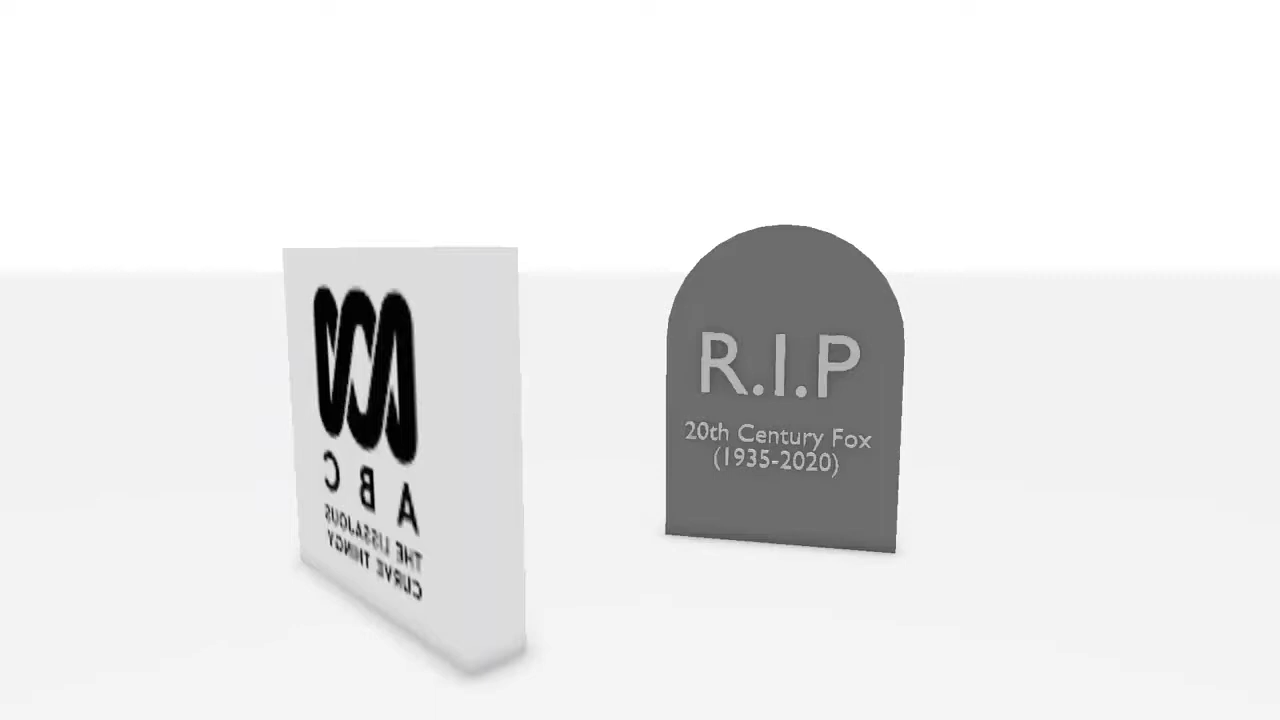 A B C
THE LISSAJOUS
CURVE THINGY
R.I.P
20th Century Fox
(1935-2020)